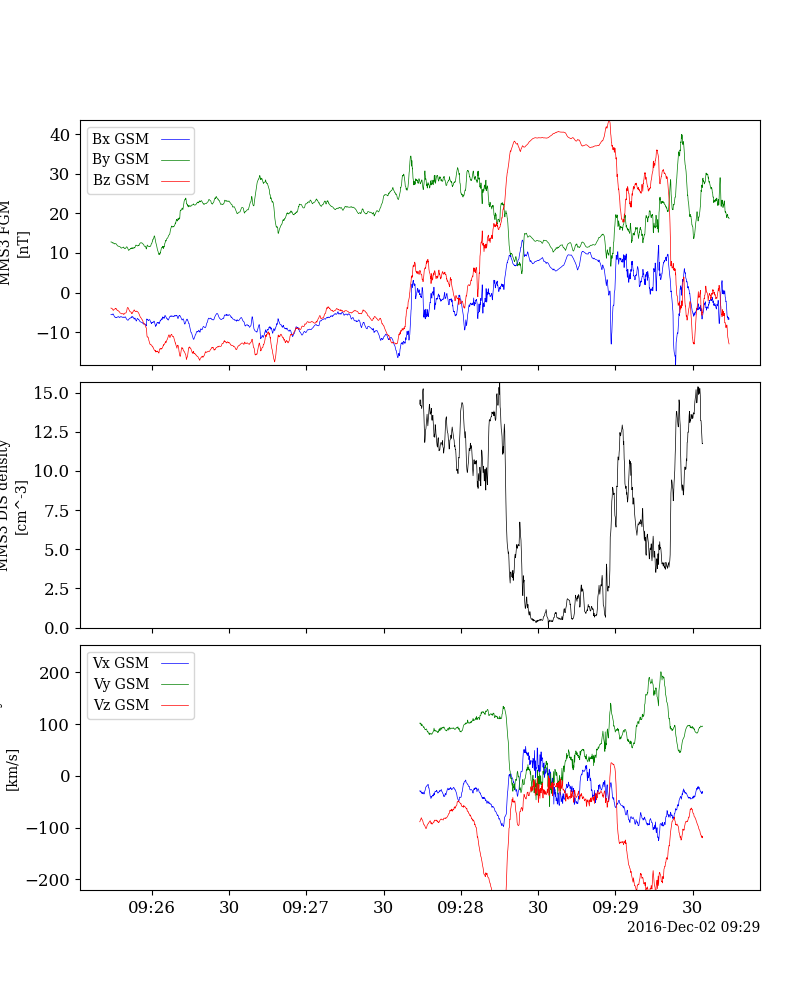 40
30
20
10
0
−10
MMS3 FGM
[nT]
Bx GSM
By GSM
Bz GSM
15.0
12.5
10.0
7.5
5.0
2.5
0.0
MMS3 DIS density
[cm^-3]
200
100
0
−100
−200
[km/s]
Vx GSM
Vy GSM
Vz GSM
09:26 30 09:27 30 09:28 30 09:29 30
2016-Dec-02 09:29